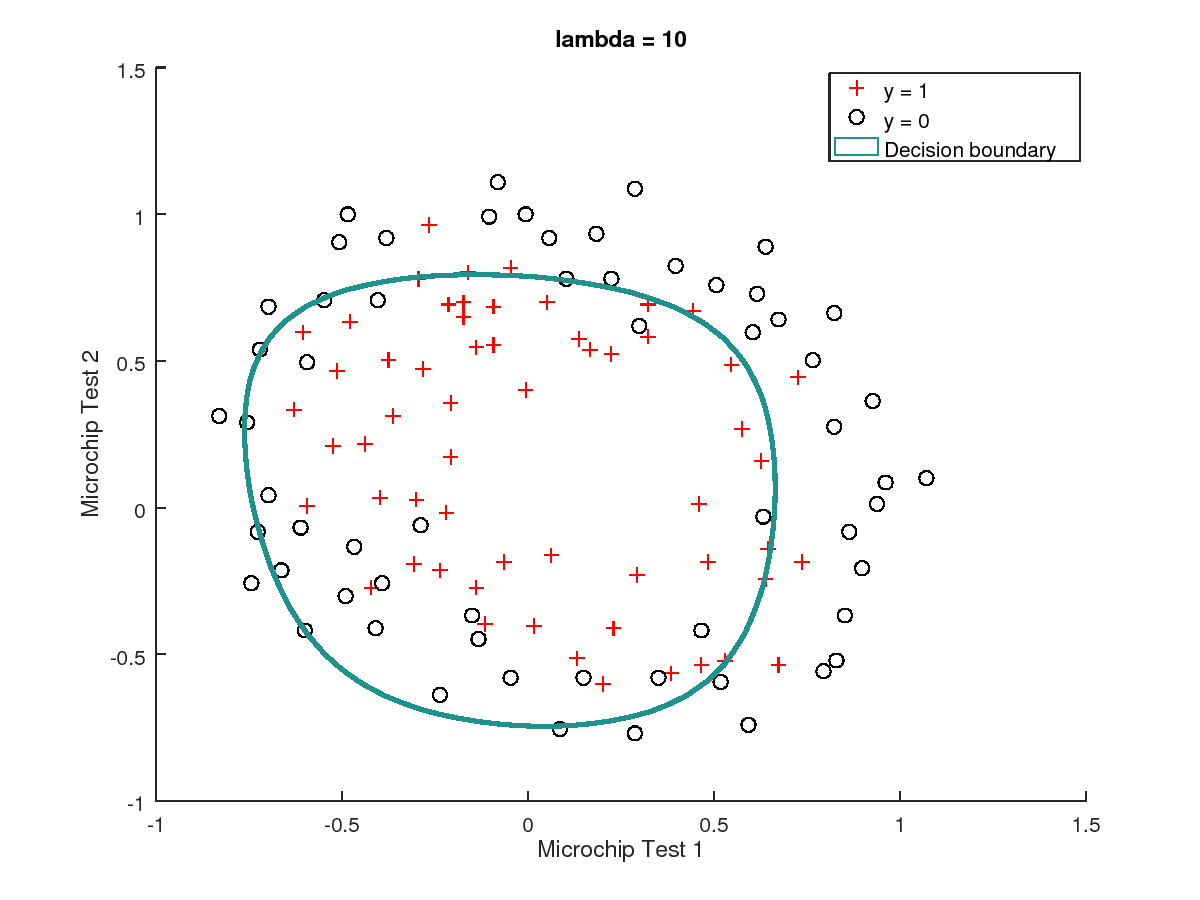 lambda = 10
y = 1
y = 0
Decision boundary
1.5
1
0.5
0
-0.5
-1
Microchip Test 2
-1
-0.5
0
0.5
1
1.5
Microchip Test 1